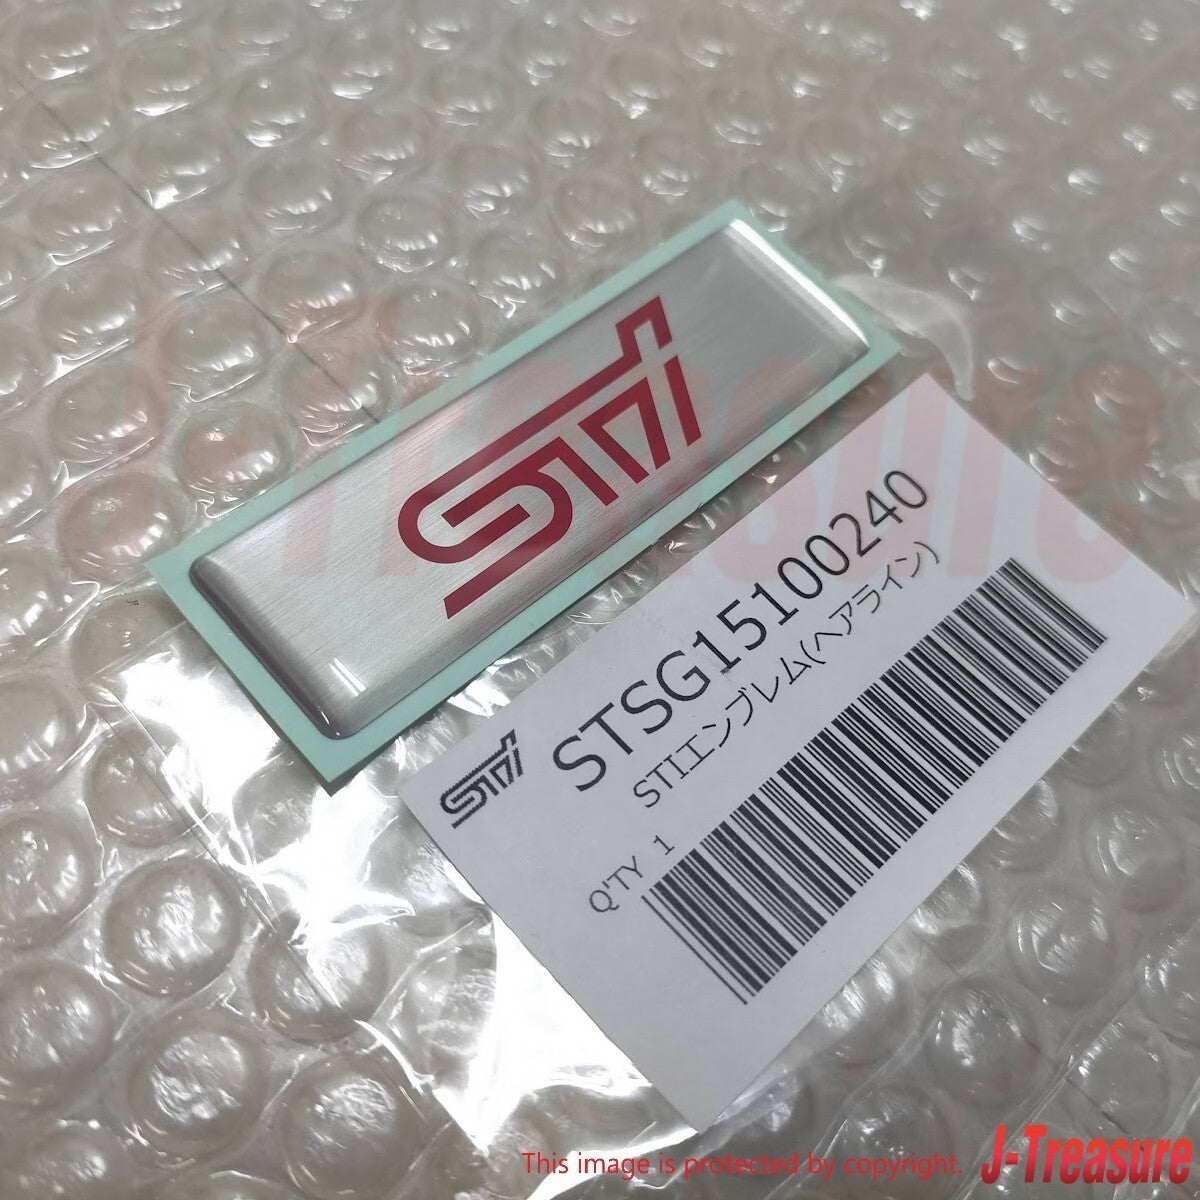 J-Treasure
STI
STI
STSG15100240
STIエンブレム(ヘアライン)
Q'TY 1
This image is protected by copyright. J-Treasure